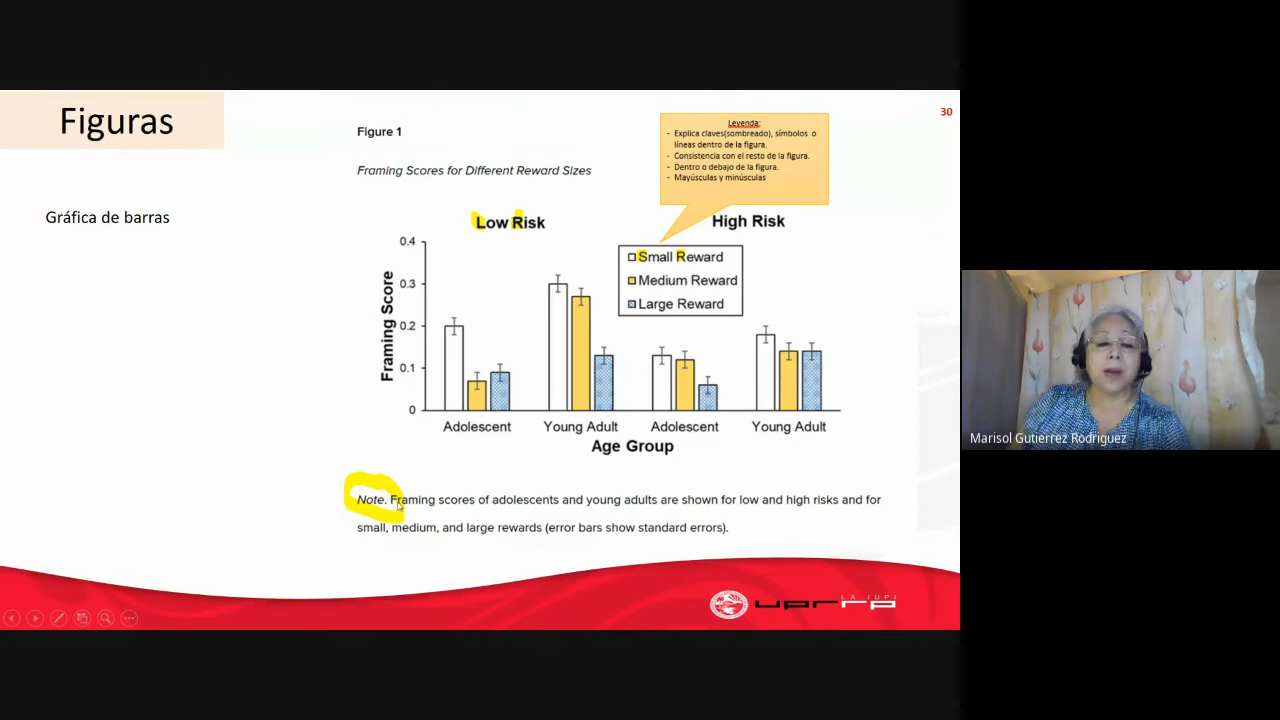 Figuras
30
Figure 1
Leyenda:
- Explica claves(sombreado), símbolos o
líneas dentro de la figura.
- Consistencia con el resto de la figura.
- Dentro o debajo de la figura.
- Mayúsculas y minúsculas
Framing Scores for Different Reward Sizes
Gráfica de barras
Low Risk
High Risk
0.4
0.3
0.2
0.1
0
Framing Score
Small Reward
Medium Reward
Large Reward
Adolescent Young Adult Adolescent Young Adult
Age Group
Note. Framing scores of adolescents and young adults are shown for low and high risks and for
small, medium, and large rewards (error bars show standard errors).
LA IUPI
uprrp
Marisol Gutierrez Rodriguez